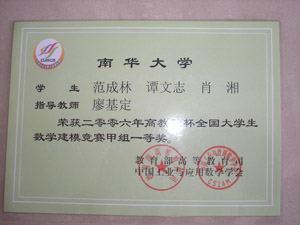 南华大学
学 生 范成林 谭文志 肖 湘
指导教师 廖基定
荣获二零零六年高教社杯全国大学生
数学建模竞赛甲组一等奖。
教育部高等教育司
中国工业与应用数学学会
CSIAM